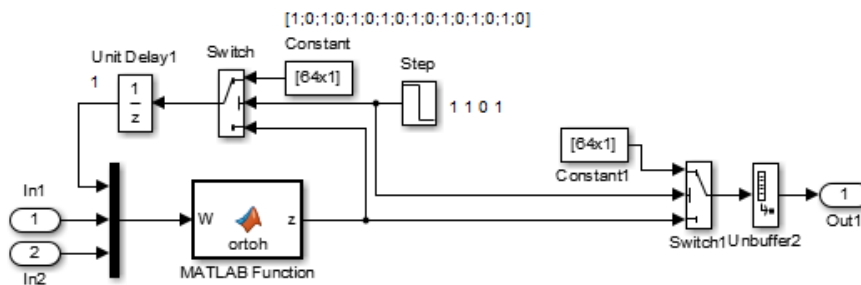 [1;0;1;0;1;0;1;0;1;0;1;0;1;0;1;0]
Constant
Switch
Step
Unit Delay1
1
1
z
[64x1]
1 1 0 1
[64x1]
Constant1
In1
1
2
In2
W
z
ortoh
MATLAB Function
Switch1
Unbuffer2
1
Out1